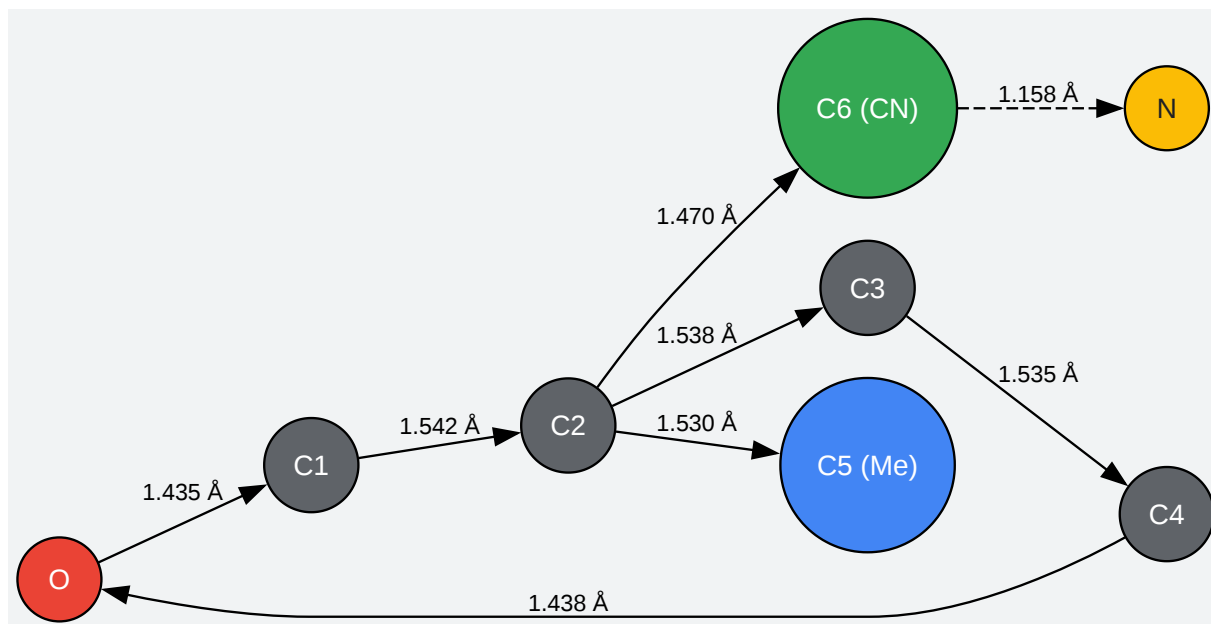 C6 (CN)
1.158 Å
N
1.470 Å
C3
1.538 Å
1.535 Å
C2
1.530 Å
1.542 Å
C1
C5 (Me)
1.435 Å
C4
O
1.438 Å